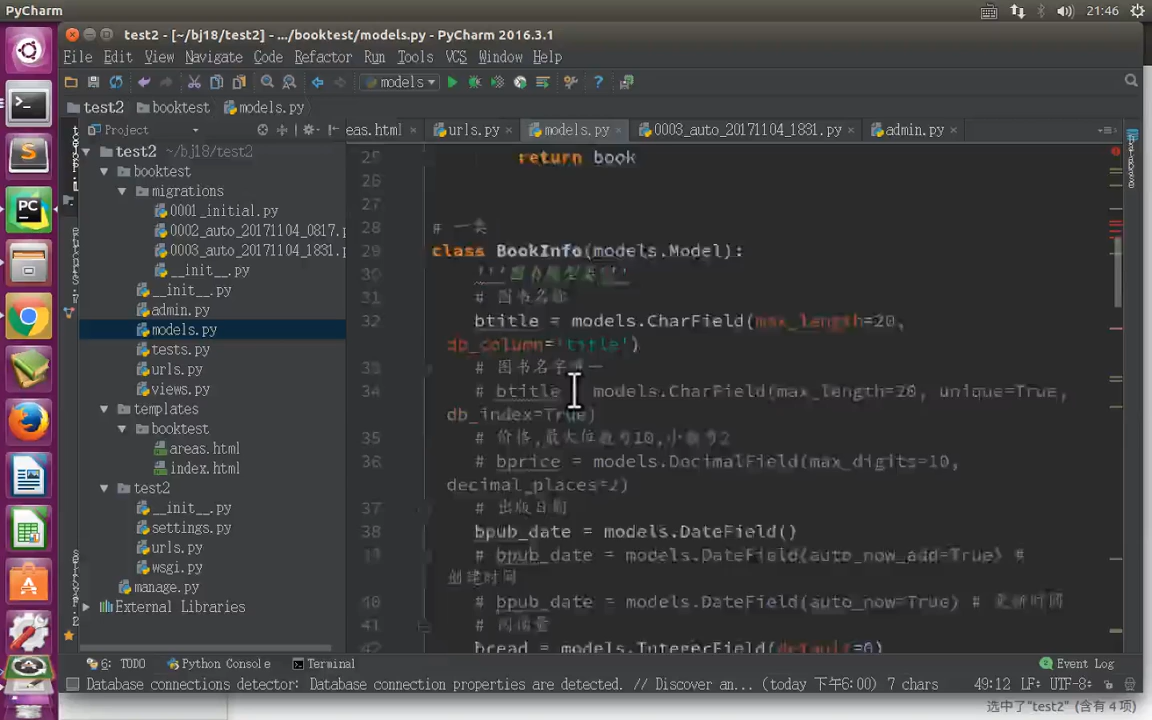 PyCharm
21:46
test2 - [~/bj18/test2] - .../booktest/models.py - PyCharm 2016.3.1
File Edit View Navigate Code Refactor Run Tools VCS Window Help
models
test2 booktest models.py
Project
eas.html urls.py models.py 0003_auto_20171104_1831.py admin.py
test2 ~/bj18/test2
booktest
migrations
0001_initial.py
0002_auto_20171104_0817.p
0003_auto_20171104_1831.p
__init__.py
__init__.py
admin.py
models.py
tests.py
urls.py
views.py
templates
booktest
areas.html
index.html
test2
__init__.py
settings.py
urls.py
wsgi.py
manage.py
External Libraries
25 return book
26
27
28 # 一类
29 class BookInfo(models.Model):
30 '''图书模型类'''
31 # 图书名称
32 btitle = models.CharField(max_length=20,
db_column='title')
33 # 图书名字唯一
34 # btitle = models.CharField(max_length=20, unique=True,
db_index=True)
35 # 价格,最大位数为10,小数为2
36 # bprice = models.DecimalField(max_digits=10,
decimal_places=2)
37 # 出版日期
38 bpub_date = models.DateField()
# bpub_date = models.DateField(auto_now_add=True) #
创建时间
40 # bpub_date = models.DateField(auto_now=True) # 更新时间
41 # 阅读量
42 bread = models.IntegerField(default=0)
6: TODO Python Console Terminal Event Log
Database connections detector: Database connection properties are detected. // Discover an... (today 下午6:00) 7 chars 49:12 LF÷ UTF-8÷
选中了"test2" (含有 4 项)